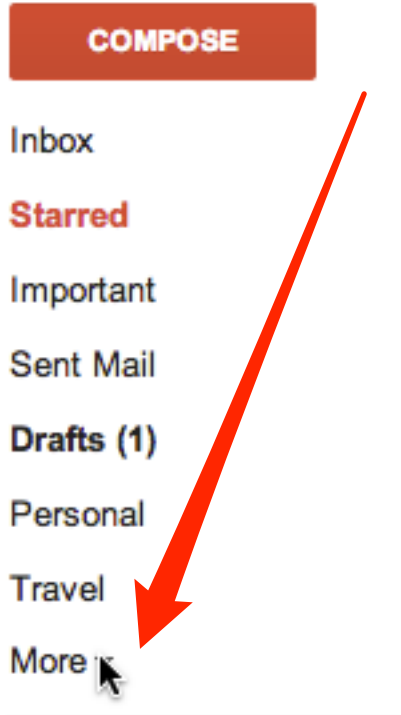 COMPOSE
Inbox
Starred
Important
Sent Mail
Drafts (1)
Personal
Travel
More